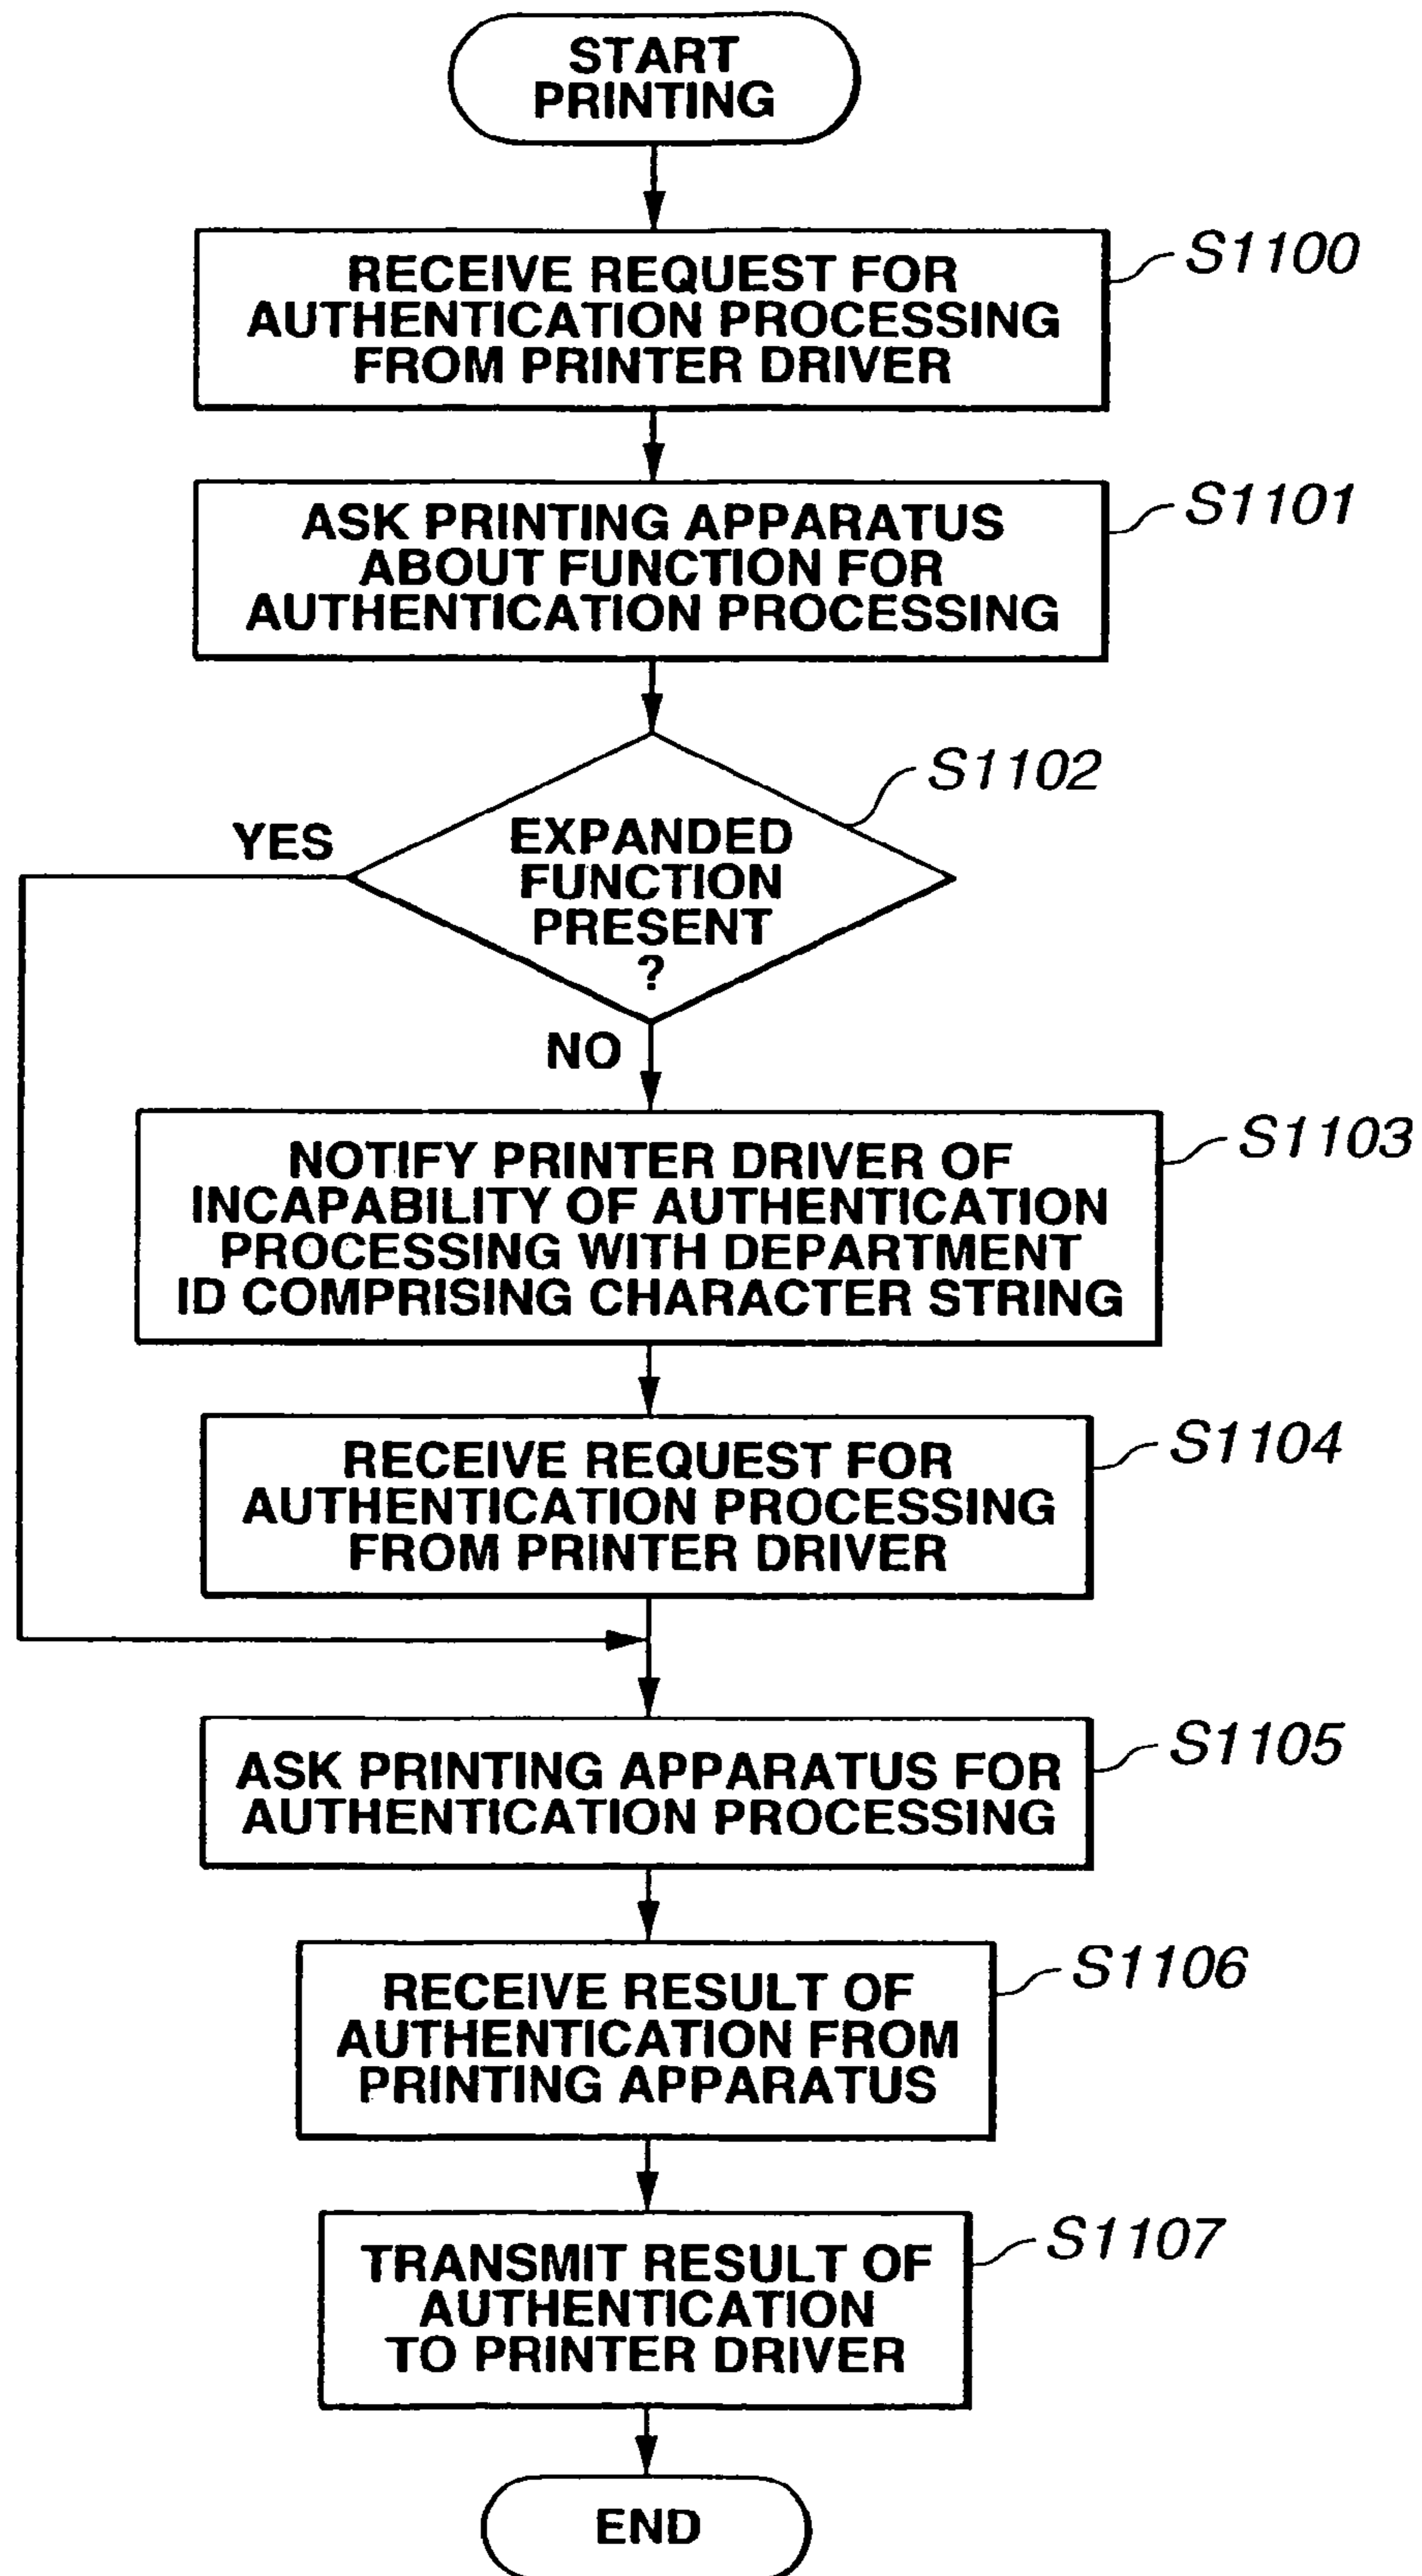 START
PRINTING
RECEIVE REQUEST FOR
AUTHENTICATION PROCESSING
FROM PRINTER DRIVER
S1100
ASK PRINTING APPARATUS
ABOUT FUNCTION FOR
AUTHENTICATION PROCESSING
S1101
EXPANDED
FUNCTION
PRESENT
?
S1102
YES
NO
NOTIFY PRINTER DRIVER OF
INCAPABILITY OF AUTHENTICATION
PROCESSING WITH DEPARTMENT
ID COMPRISING CHARACTER STRING
S1103
RECEIVE REQUEST FOR
AUTHENTICATION PROCESSING
FROM PRINTER DRIVER
S1104
ASK PRINTING APPARATUS FOR
AUTHENTICATION PROCESSING
S1105
RECEIVE RESULT OF
AUTHENTICATION FROM
PRINTING APPARATUS
S1106
TRANSMIT RESULT OF
AUTHENTICATION
TO PRINTER DRIVER
S1107
END